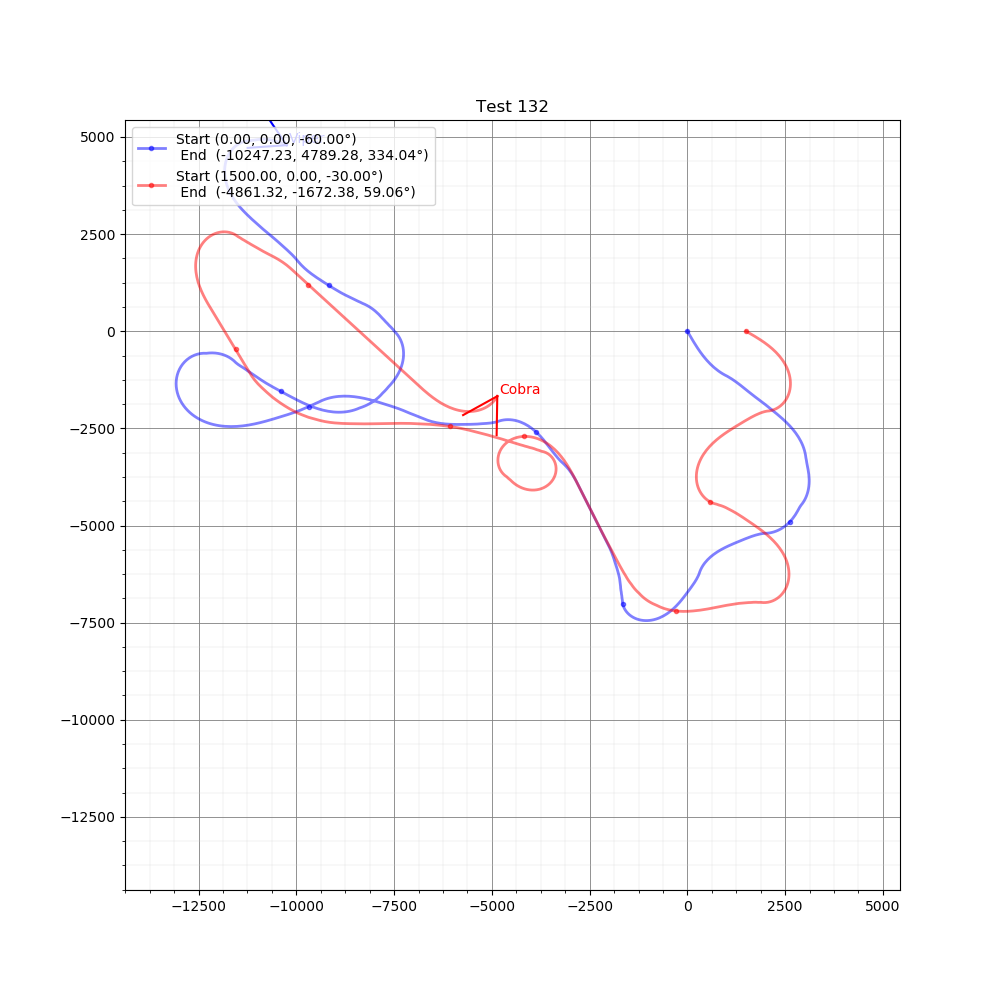 Test 132
Start (0.00, 0.00, -60.00°)
End (-10247.23, 4789.28, 334.04°)
Start (1500.00, 0.00, -30.00°)
End (-4861.32, -1672.38, 59.06°)
Cobra
5000
2500
0
−2500
−5000
−7500
−10000
−12500
−12500 −10000 −7500 −5000 −2500 0 2500 5000